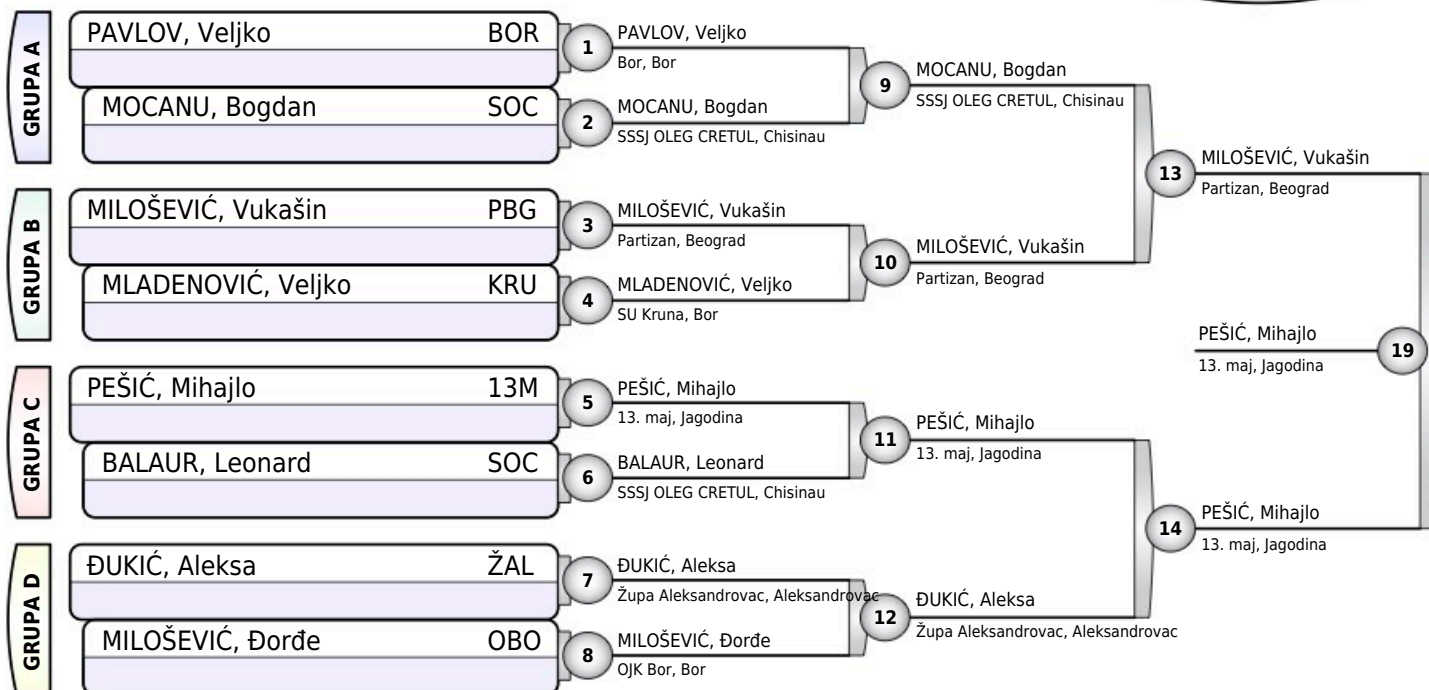 GRUPA A
PAVLOV, Veljko BOR
MOCANU, Bogdan SOC
1
PAVLOV, Veljko
Bor, Bor
2
MOCANU, Bogdan
SSSJ OLEG CRETUL, Chisinau
9
MOCANU, Bogdan
SSSJ OLEG CRETUL, Chisinau
GRUPA B
MILOŠEVIĆ, Vukašin PBG
MLADENOVIĆ, Veljko KRU
3
MILOŠEVIĆ, Vukašin
Partizan, Beograd
4
MLADENOVIĆ, Veljko
SU Kruna, Bor
10
MILOŠEVIĆ, Vukašin
Partizan, Beograd
13
MILOŠEVIĆ, Vukašin
Partizan, Beograd
GRUPA C
PEŠIĆ, Mihajlo 13M
BALAUR, Leonard SOC
5
PEŠIĆ, Mihajlo
13. maj, Jagodina
6
BALAUR, Leonard
SSSJ OLEG CRETUL, Chisinau
11
PEŠIĆ, Mihajlo
13. maj, Jagodina
GRUPA D
ĐUKIĆ, Aleksa ŽAL
MILOŠEVIĆ, Đorđe OBO
7
ĐUKIĆ, Aleksa
Župa Aleksandrovac, Aleksandrovac
8
MILOŠEVIĆ, Đorđe
OJK Bor, Bor
12
ĐUKIĆ, Aleksa
Župa Aleksandrovac, Aleksandrovac
14
PEŠIĆ, Mihajlo
13. maj, Jagodina
PEŠIĆ, Mihajlo
13. maj, Jagodina
19